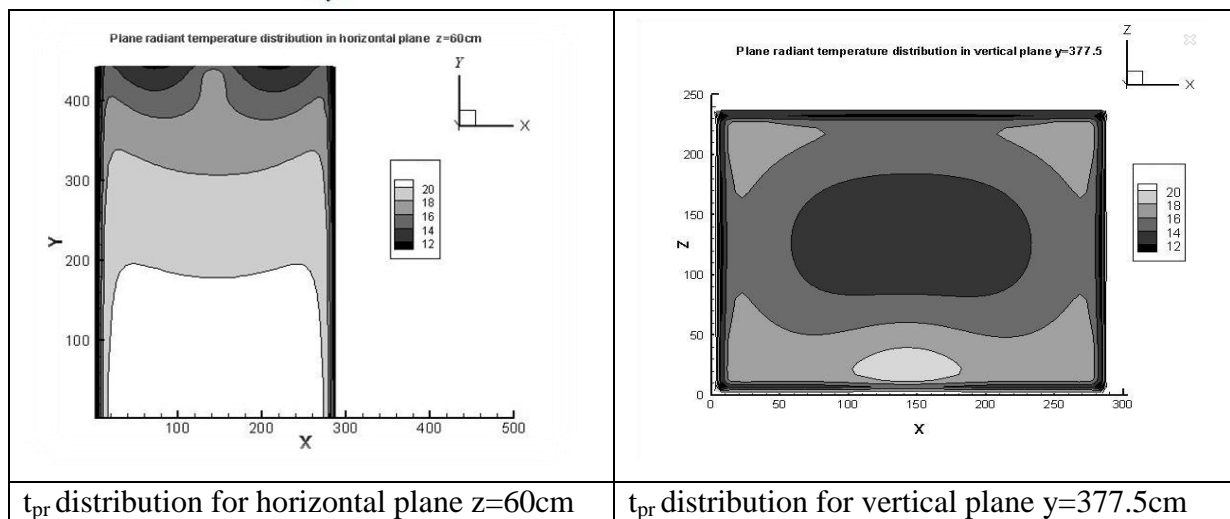 Plane radiant temperature distribution in horizontal plane z=60cm
Y
X
400
300
200
100
Y
20
18
16
14
12
100
200
300
400
500
X
t_pr distribution for horizontal plane z=60cm
Plane radiant temperature distribution in vertical plane y=377.5
Z
X
250
200
150
100
50
0
Z
20
18
16
14
12
0
50
100
150
200
250
300
X
t_pr distribution for vertical plane y=377.5cm